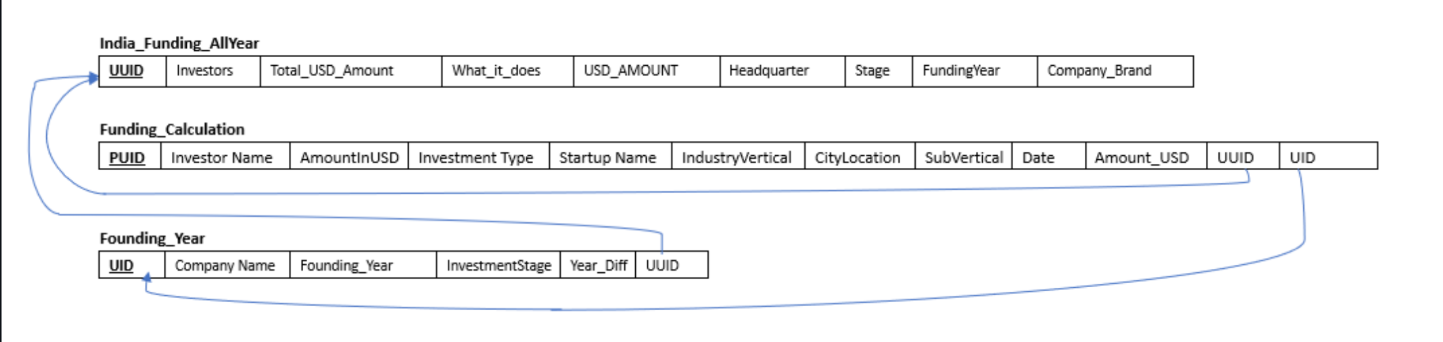 India_Funding_AllYear
UUID Investors Total_USD_Amount What_it_does USD_AMOUNT Headquarter Stage FundingYear Company_Brand
Funding_Calculation
PUID Investor Name AmountInUSD Investment Type Startup Name IndustryVertical CityLocation SubVertical Date Amount_USD UUID UID
Founding_Year
UID Company Name Founding_Year InvestmentStage Year_Diff UUID